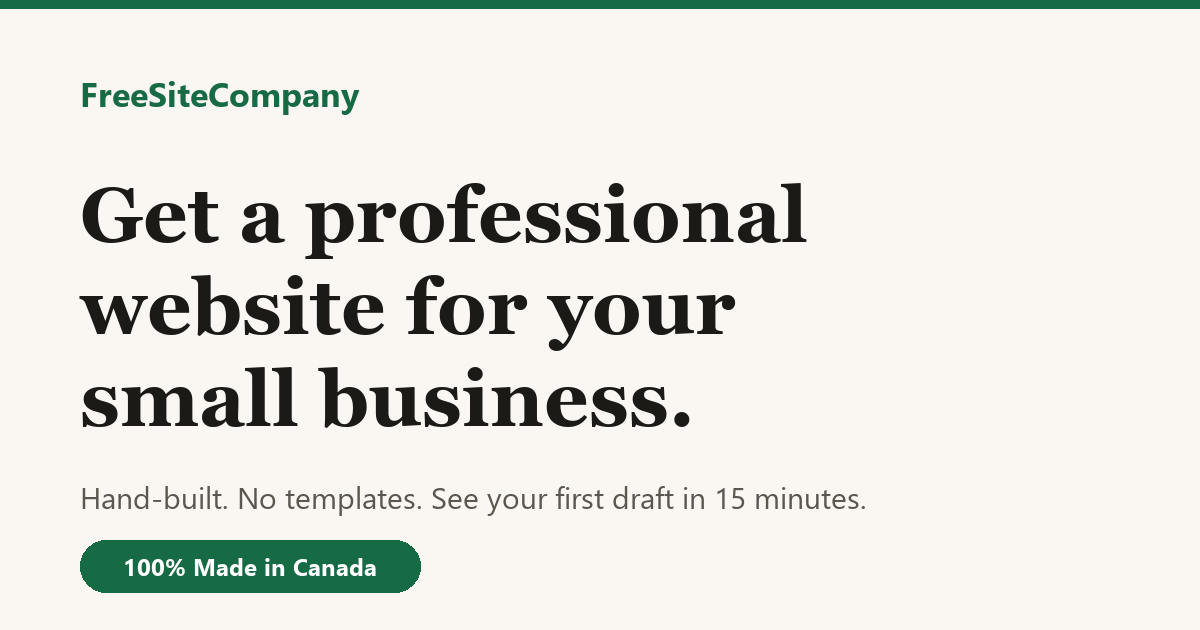 FreeSiteCompany
Get a professional
website for your
small business.
Hand-built. No templates. See your first draft in 15 minutes.
100% Made in Canada